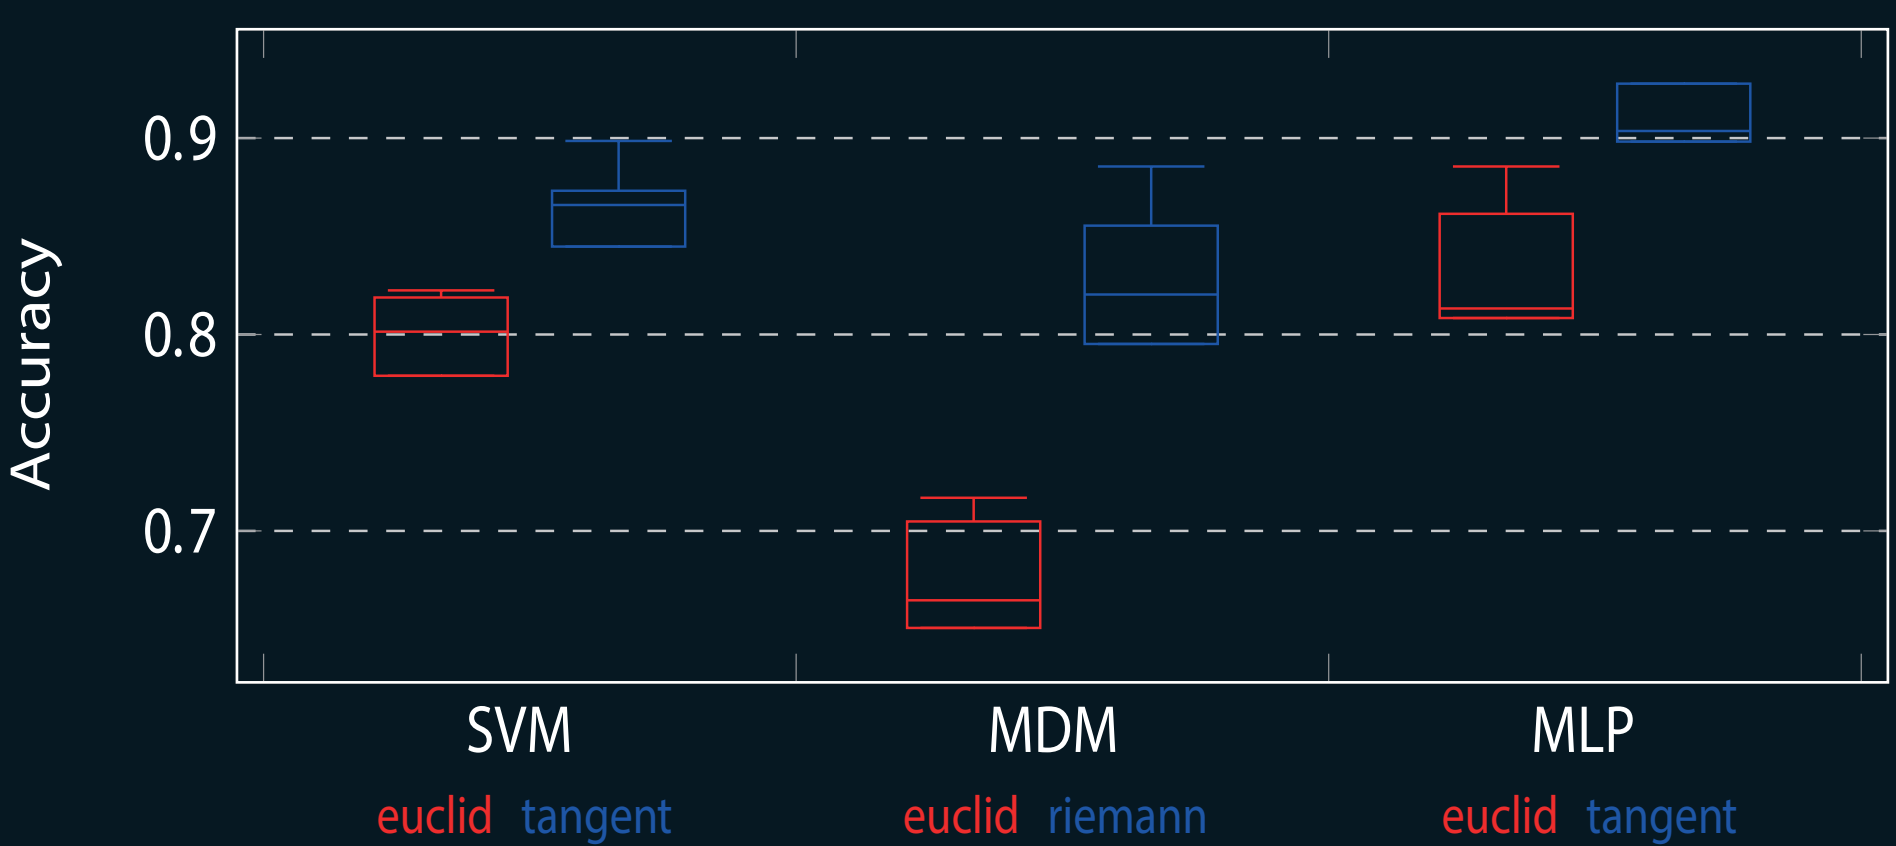 Accuracy
0.9
0.8
0.7
SVM MDM MLP
euclid tangent euclid riemann euclid tangent